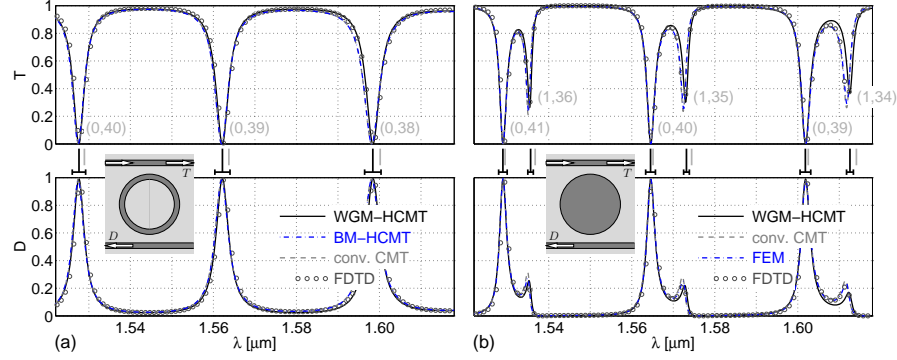 1
0.8
0.6
0.4
0.2
0
T
(0,40)
(0,39)
(0,38)
(0,41)
(1,36)
(0,40)
(1,35)
(0,39)
(1,34)
T
D
T
D
1
0.8
0.6
0.4
0.2
0
D
WGM−HCMT
BM−HCMT
conv. CMT
FDTD
WGM−HCMT
conv. CMT
FEM
FDTD
1.54 1.56 1.58 1.60
1.54 1.56 1.58 1.60
(a) λ [μm]
(b) λ [μm]